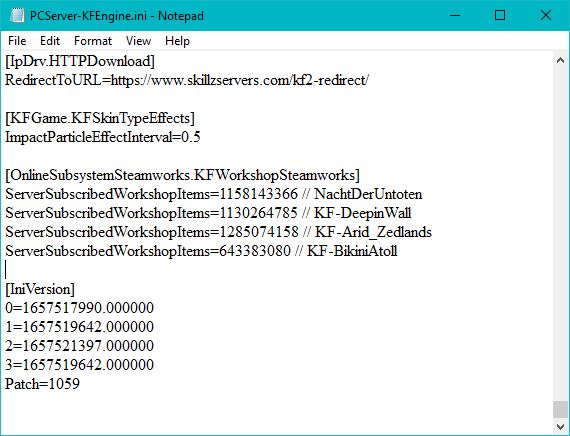 PCServer-KFEngine.ini - Notepad
File Edit Format View Help
[IpDrv.HTTPDownload]
RedirectToURL=https://www.skillzservers.com/kf2-redirect/
[KFGame.KFSkinTypeEffects]
ImpactParticleEffectInterval=0.5
[OnlineSubsystemSteamworks.KFWorkshopSteamworks]
ServerSubscribedWorkshopItems=1158143366 // NachtDerUntoten
ServerSubscribedWorkshopItems=1130264785 // KF-DeepinWall
ServerSubscribedWorkshopItems=1285074158 // KF-Arid_Zedlands
ServerSubscribedWorkshopItems=643383080 // KF-BikiniAtoll
[IniVersion]
0=1657517990.000000
1=1657519642.000000
2=1657521397.000000
3=1657519642.000000
Patch=1059